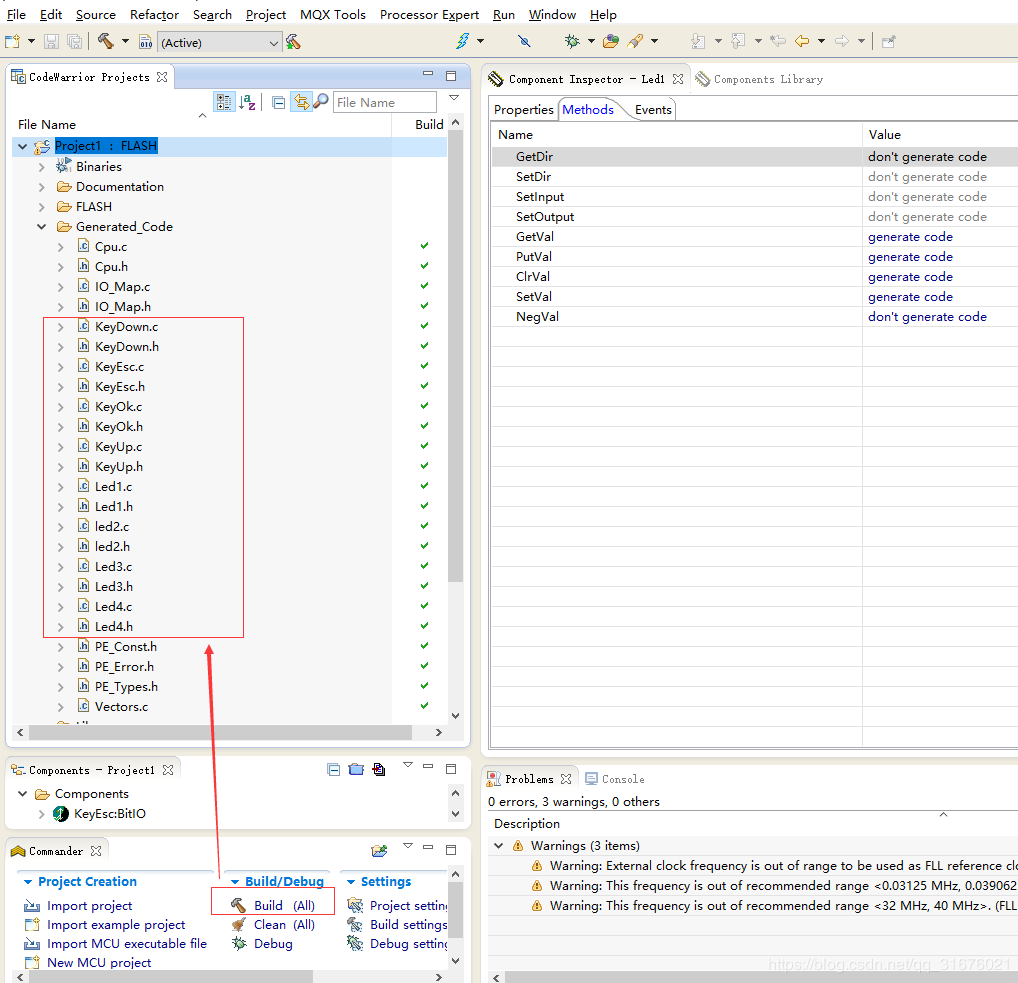 File Edit Source Refactor Search Project MQX Tools Processor Expert Run Window Help
(Active)
CodeWarrior Projects
File Name
File Name Build
Project1 : FLASH
Binaries
Documentation
FLASH
Generated_Code
Cpu.c
Cpu.h
IO_Map.c
IO_Map.h
KeyDown.c
KeyDown.h
KeyEsc.c
KeyEsc.h
KeyOk.c
KeyOk.h
KeyUp.c
KeyUp.h
Led1.c
Led1.h
led2.c
led2.h
Led3.c
Led3.h
Led4.c
Led4.h
PE_Const.h
PE_Error.h
PE_Types.h
Vectors.c
Components - Project1
Components
KeyEsc:BitIO
Commander
Project Creation
Import project
Import example project
Import MCU executable file
New MCU project
Build/Debug
Build (All)
Clean (All)
Debug
Settings
Project settin
Build settings
Debug settin
Component Inspector - Led1 Components Library
Properties Methods Events
Name Value
GetDir don't generate code
SetDir don't generate code
SetInput don't generate code
SetOutput don't generate code
GetVal generate code
PutVal generate code
ClrVal generate code
SetVal generate code
NegVal don't generate code
Problems Console
0 errors, 3 warnings, 0 others
Description
Warnings (3 items)
Warning: External clock frequency is out of range to be used as FLL reference clo
Warning: This frequency is out of recommended range <0.03125 MHz, 0.039062
Warning: This frequency is out of recommended range <32 MHz, 40 MHz>. (FLL
https://blog.csdn.net/qq_31676021